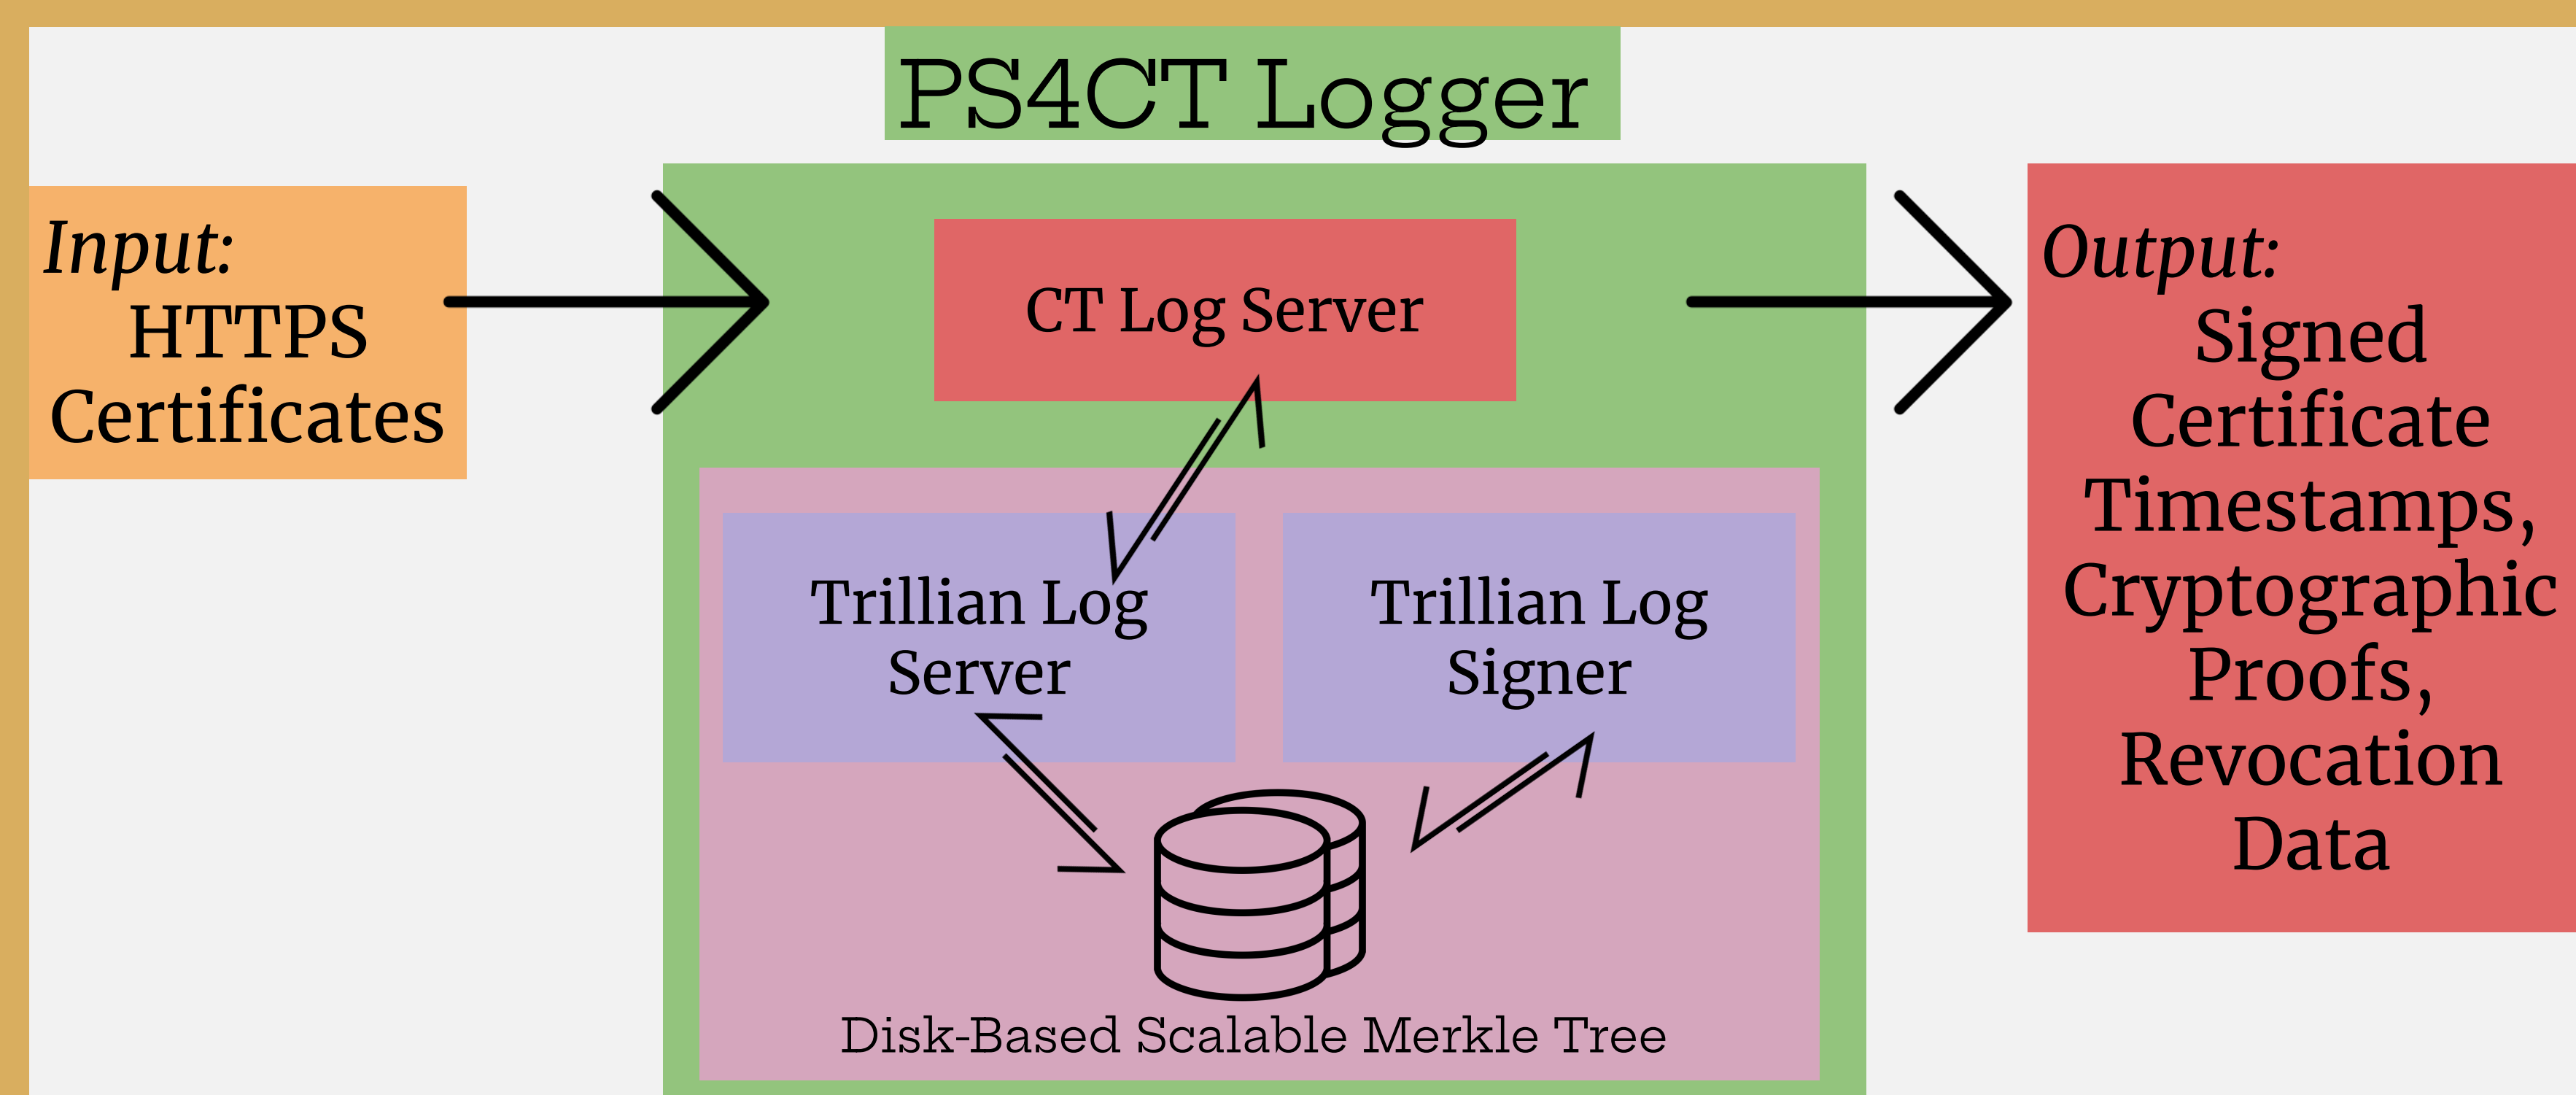 PS4CT Logger
Input:
HTTPS
Certificates
CT Log Server
Trillian Log
Server
Trillian Log
Signer
Disk-Based Scalable Merkle Tree
Output:
Signed
Certificate
Timestamps,
Cryptographic
Proofs,
Revocation
Data